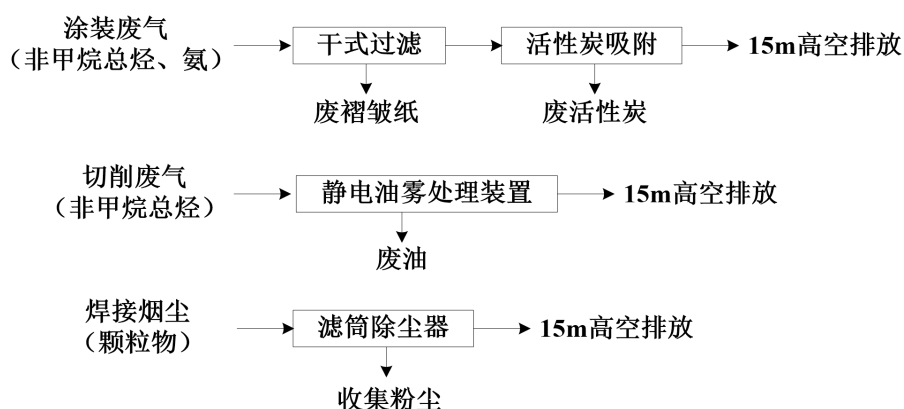 涂装废气
（非甲烷总烃、氨）
干式过滤
活性炭吸附
15m高空排放
废褶皱纸
废活性炭
切削废气
（非甲烷总烃）
静电油雾处理装置
15m高空排放
废油
焊接烟尘
（颗粒物）
滤筒除尘器
15m高空排放
收集粉尘